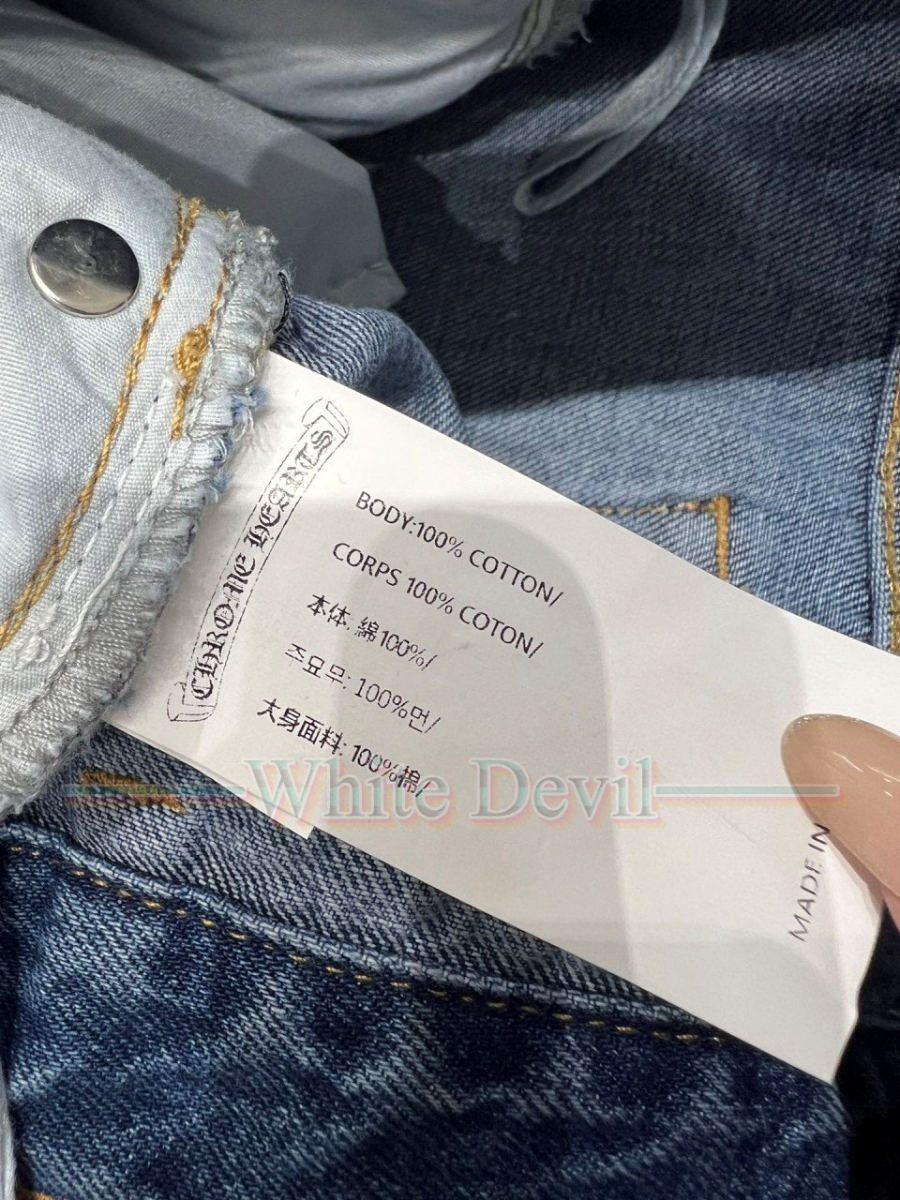 CHROME HEARTS
BODY:100% COTTON/
CORPS 100% COTON/
本体: 綿100%/
조묘무: 100%면/
大身面料: 100%棉/
White Devil
MADE IN